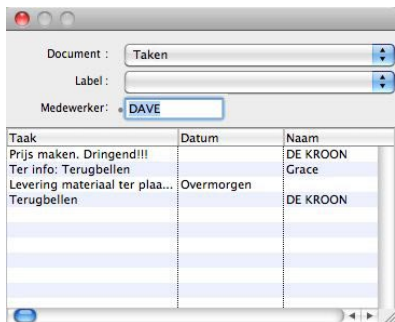 Document : Taken
Label :
Medewerker: DAVE
Taak Datum Naam
Prijs maken. Dringend!!! DE KROON
Ter info: Terugbellen Grace
Levering materiaal ter plaa... Overmorgen
Terugbellen DE KROON